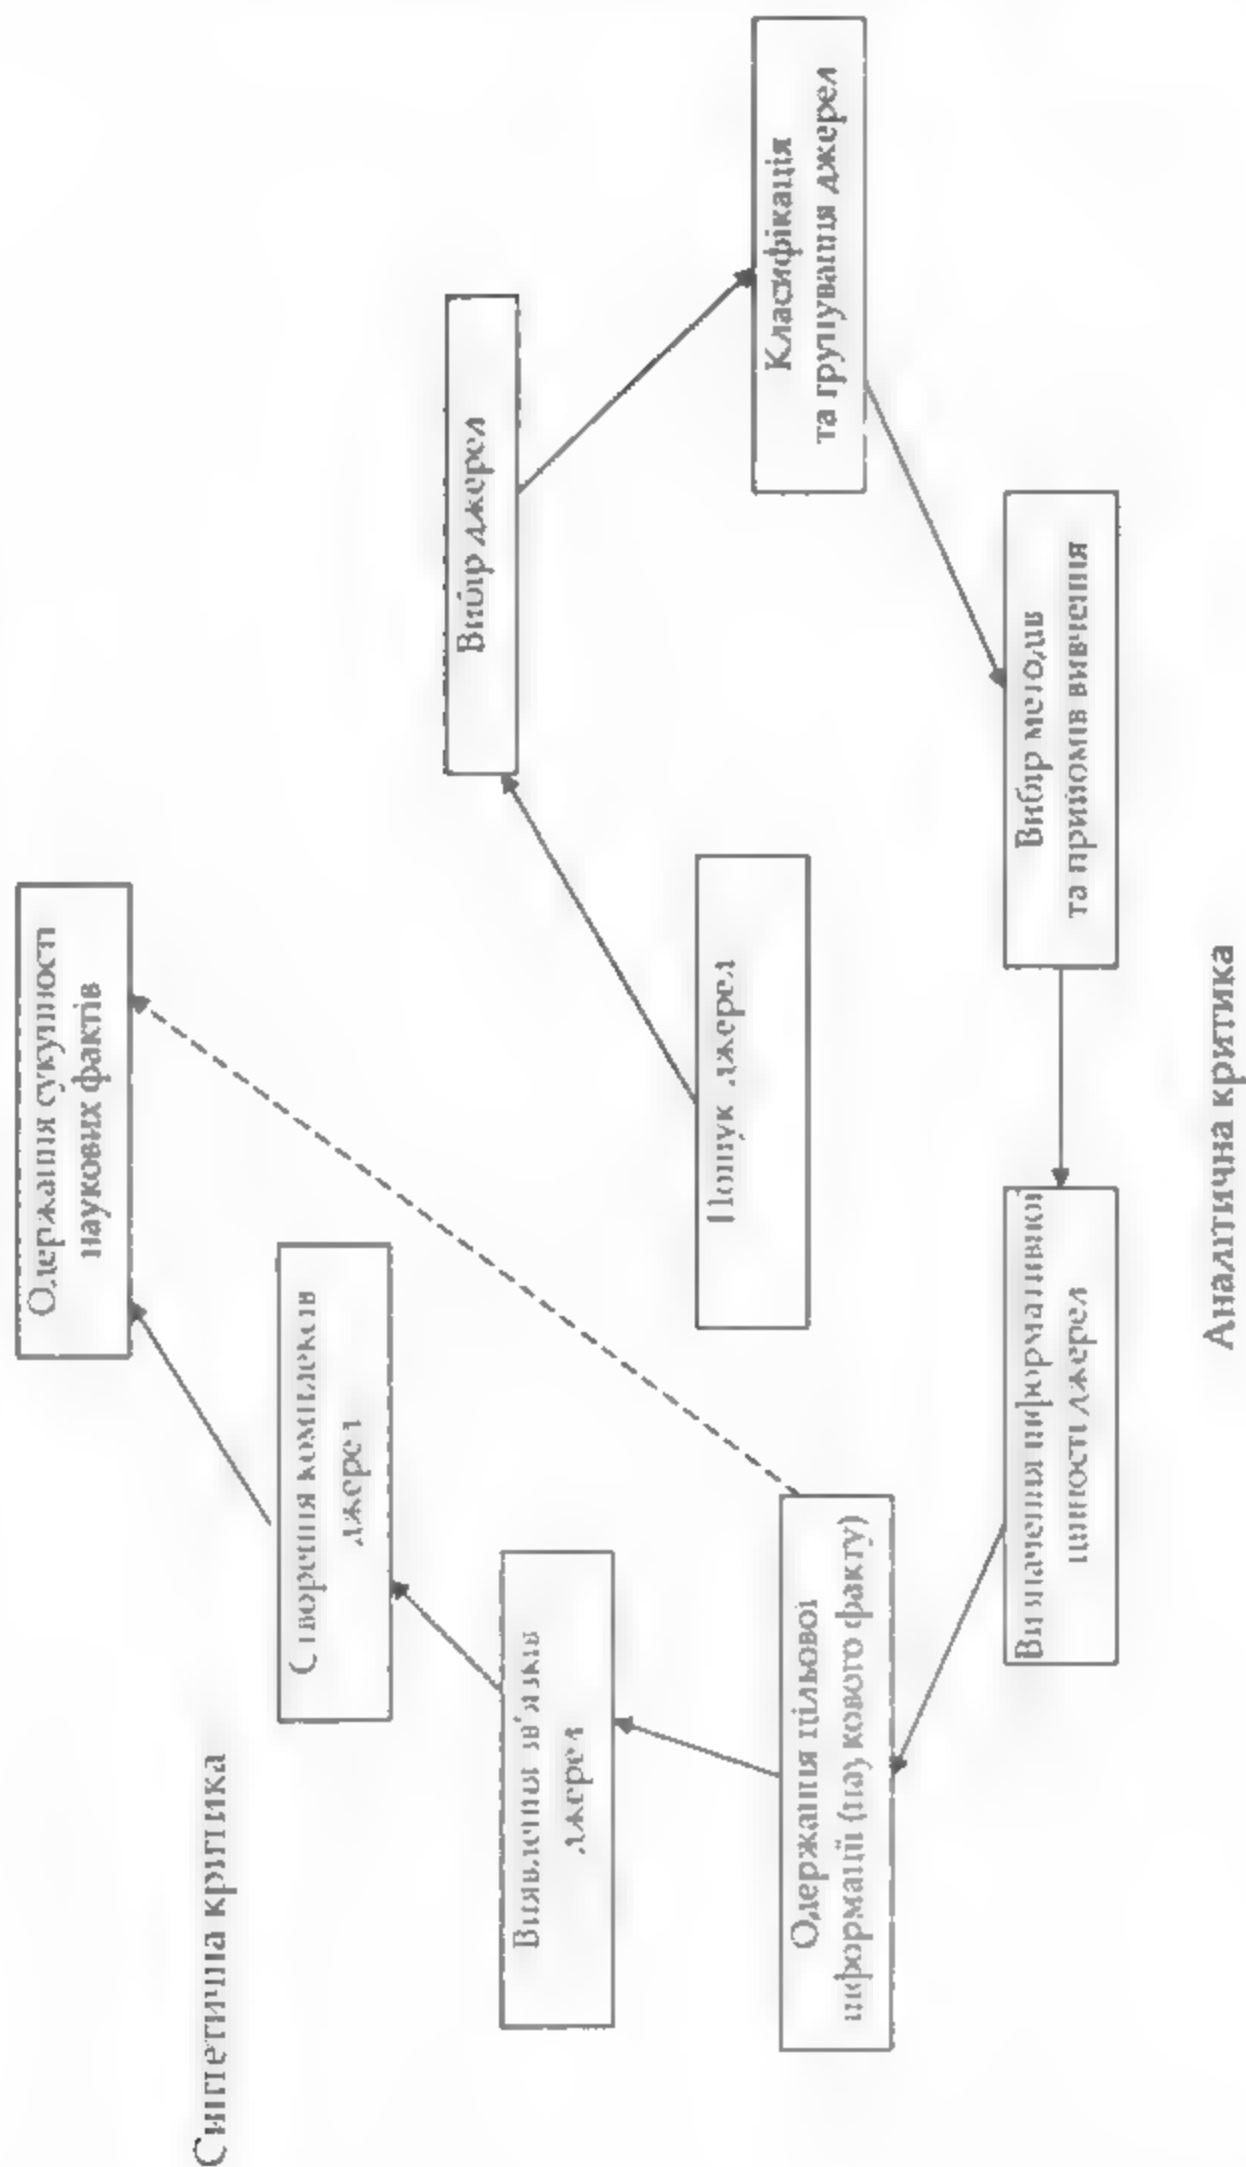 Синтетична критика
Одержання сукупності
наукових фактів
Створення комплексів
джерел
Виявлення зв'язків
джерел
Вибір джерел
Пошук джерел
Одержання цільової
інформації (наукового факту)
Класифікація
та групування джерел
Визначення інформативної
цінності джерел
Вибір методів
та прийомів вивчення
Аналітична критика